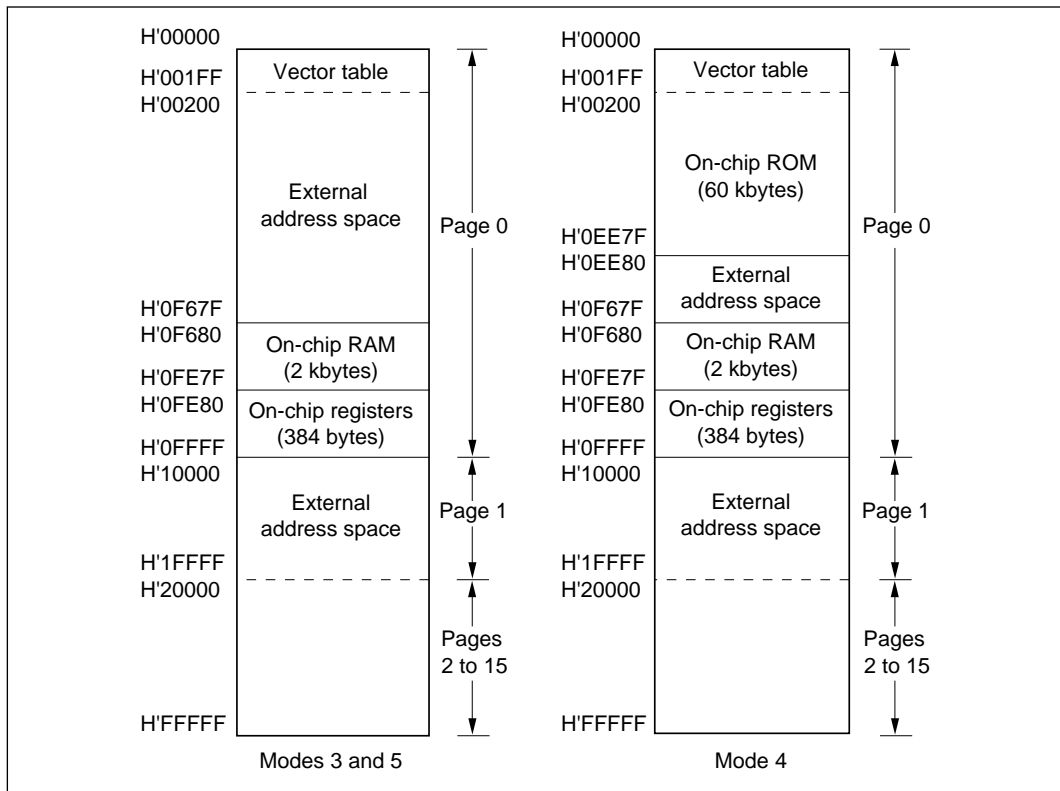 H'00000
H'001FF
H'00200
H'0F67F
H'0F680
H'0FE7F
H'0FE80
H'0FFFF
H'10000
H'1FFFF
H'20000
H'FFFFF
Vector table
External
address space
On-chip RAM
(2 kbytes)
On-chip registers
(384 bytes)
External
address space
Page 0
Page 1
Pages
2 to 15
Modes 3 and 5
H'00000
H'001FF
H'00200
H'0EE7F
H'0EE80
H'0F67F
H'0F680
H'0FE7F
H'0FE80
H'0FFFF
H'10000
H'1FFFF
H'20000
H'FFFFF
Vector table
On-chip ROM
(60 kbytes)
External
address space
On-chip RAM
(2 kbytes)
On-chip registers
(384 bytes)
External
address space
Page 0
Page 1
Pages
2 to 15
Mode 4